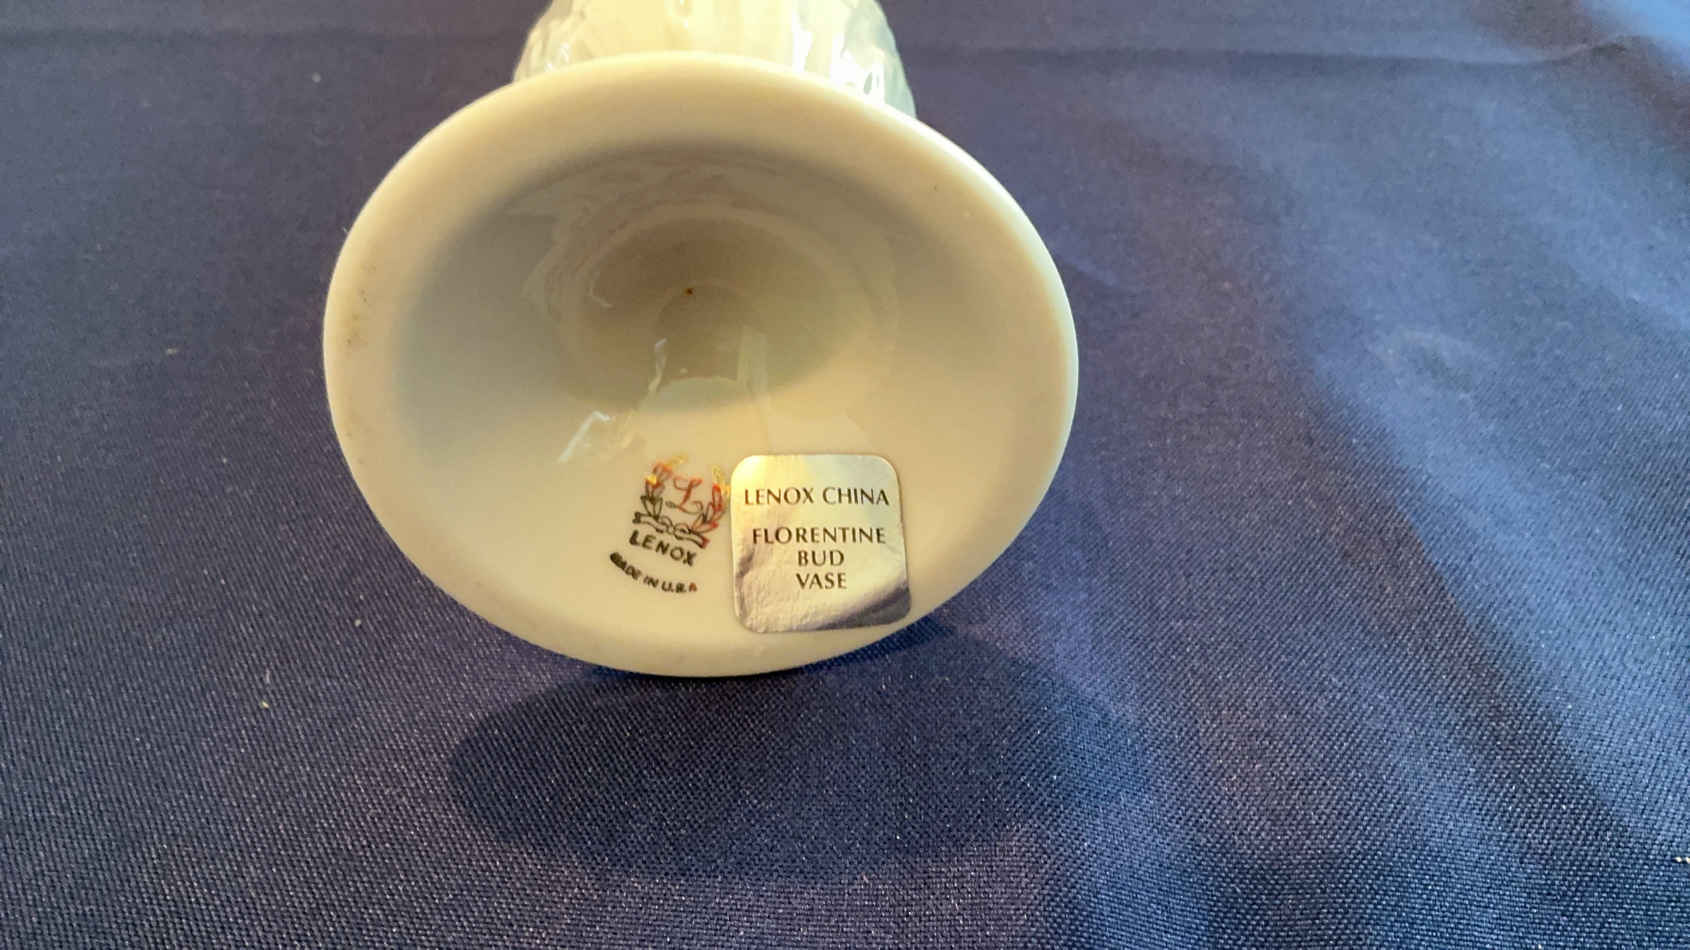 L
LENOX
MADE IN U.S.A
LENOX CHINA
FLORENTINE
BUD
VASE